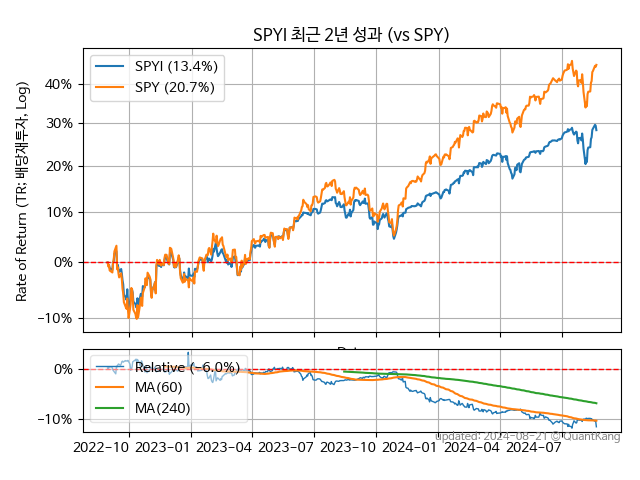 SPYI 최근 2년 성과 (vs SPY)
SPYI (13.4%)
SPY (20.7%)
Rate of Return (TR: 배당재투자, Log)
40%
30%
20%
10%
0%
−10%
Relative (−6.0%)
MA(60)
MA(240)
0%
−10%
2022−10 2023−01 2023−04 2023−07 2023−10 2024−01 2024−04 2024−07
updated: 2024−08−21 © QuantKang